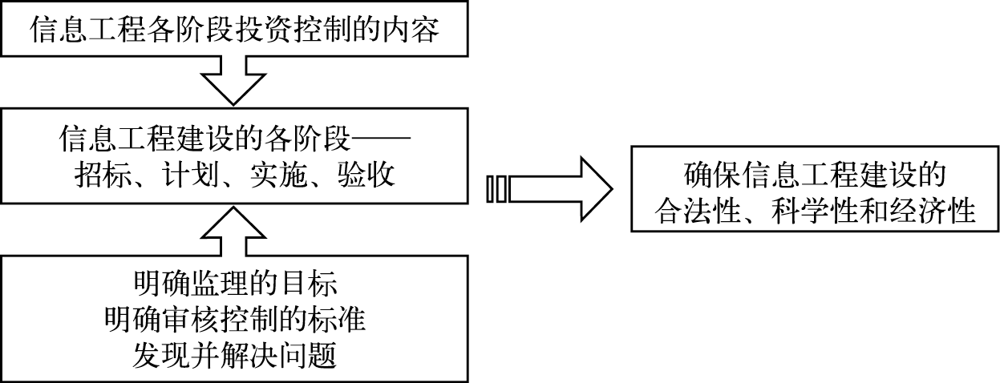 信息工程各阶段投资控制的内容
信息工程建设的各阶段——
招标、计划、实施、验收
确保信息工程建设的
合法性、科学性和经济性
明确监理的目标
明确审核控制的标准
发现并解决问题